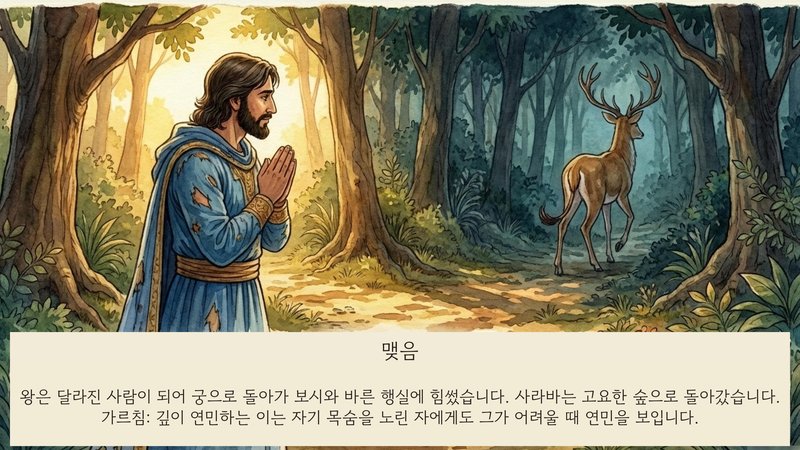 맺음
왕은 달라진 사람이 되어 궁으로 돌아가 보시와 바른 행실에 힘썼습니다. 사라바는 고요한 숲으로 돌아갔습니다.
가르침: 깊이 연민하는 이는 자기 목숨을 노린 자에게도 그가 어려울 때 연민을 보입니다.